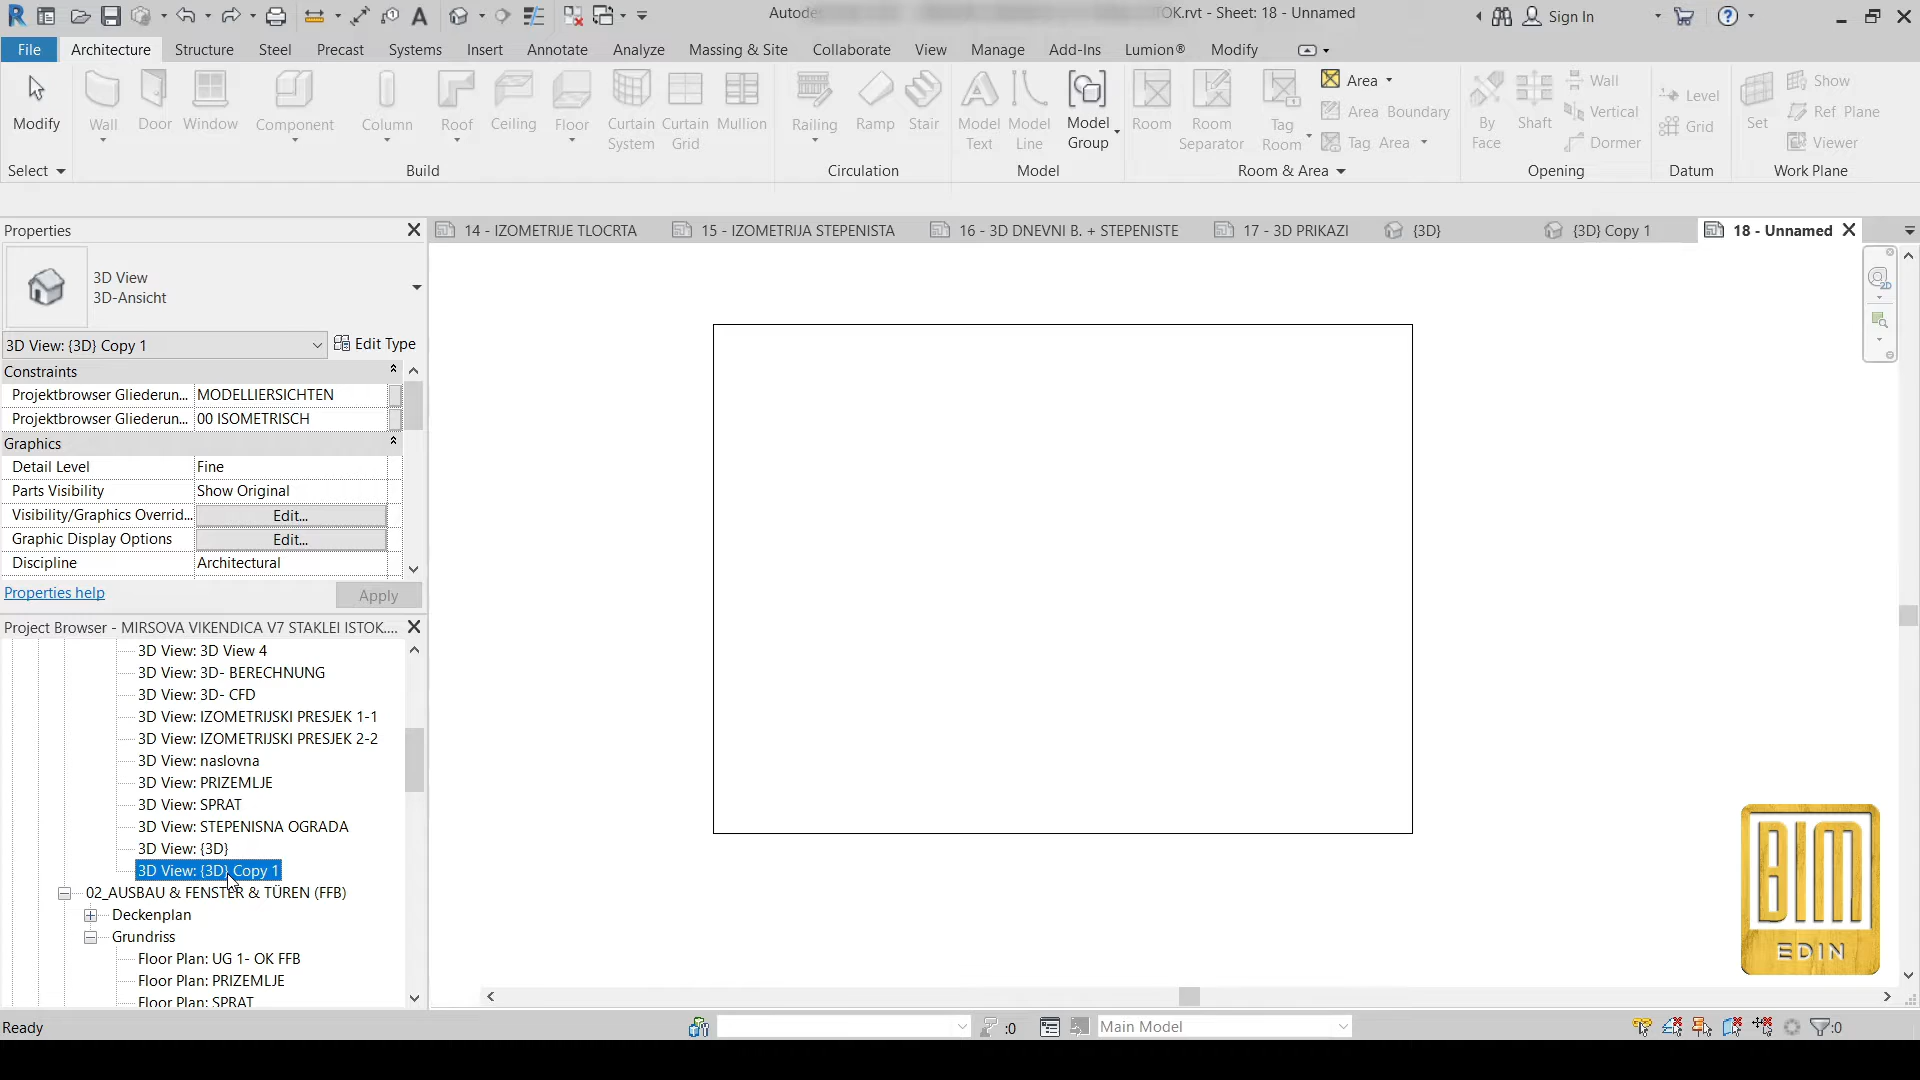 Autodes
TOK.rvt - Sheet: 18 - Unnamed
Sign In
File
Architecture
Structure
Steel
Precast
Systems
Insert
Annotate
Analyze
Massing & Site
Collaborate
View
Manage
Add-Ins
Lumion®
Modify
Modify
Wall
Door
Window
Component
Column
Roof
Ceiling
Floor
Curtain
System
Curtain
Grid
Mullion
Railing
Ramp
Stair
Model
Text
Model
Line
Model
Group
Room
Room
Separator
Tag
Room
Area
Area Boundary
Tag Area
By
Face
Shaft
Wall
Vertical
Dormer
Level
Grid
Set
Show
Ref Plane
Viewer
Select
Build
Circulation
Model
Room & Area
Opening
Datum
Work Plane
Properties
14 - IZOMETRIJE TLOCRTA
15 - IZOMETRIJA STEPENISTA
16 - 3D DNEVNI B. + STEPENISTE
17 - 3D PRIKAZI
{3D}
{3D} Copy 1
18 - Unnamed
3D View
3D-Ansicht
3D View: {3D} Copy 1
Edit Type
Constraints
Projektbrowser Gliederun... MODELLIERSICHTEN
Projektbrowser Gliederun... 00 ISOMETRISCH
Graphics
Detail Level Fine
Parts Visibility Show Original
Visibility/Graphics Overrid... Edit...
Graphic Display Options Edit...
Discipline Architectural
Properties help
Apply
Project Browser - MIRSOVA VIKENDICA V7 STAKLEI ISTOK....
3D View: 3D View 4
3D View: 3D- BERECHNUNG
3D View: 3D- CFD
3D View: IZOMETRIJSKI PRESJEK 1-1
3D View: IZOMETRIJSKI PRESJEK 2-2
3D View: naslovna
3D View: PRIZEMLJE
3D View: SPRAT
3D View: STEPENISNA OGRADA
3D View: {3D}
3D View: {3D} Copy 1
02_AUSBAU & FENSTER & TÜREN (FFB)
Deckenplan
Grundriss
Floor Plan: UG 1- OK FFB
Floor Plan: PRIZEMLJE
Floor Plan: SPRAT
2D
BIM
EDIN
Ready
:0
Main Model
:0